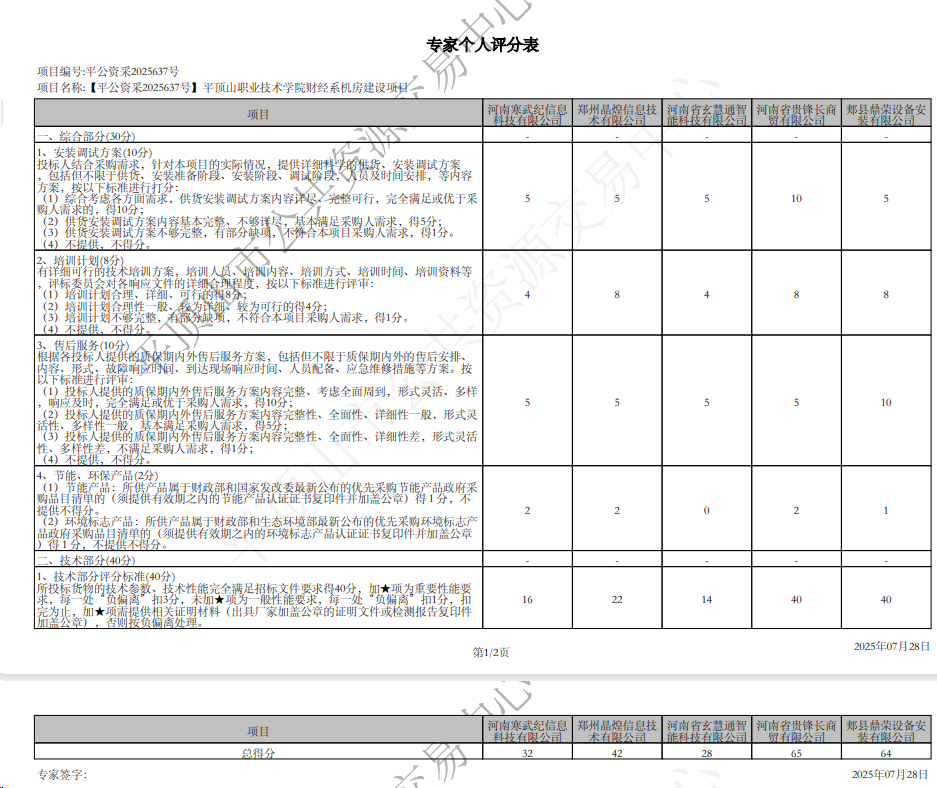 专家个人评分表
项目编号:平公资采2025637号
项目名称:【平公资采2025637号】平顶山职业技术学院财经系机房建设项目
项目 河南寒武纪信息科技有限公司 郑州晶煌信息技术有限公司 河南省玄慧通智能科技有限公司 河南省贵锋长商贸有限公司 郏县鼎荣设备安装有限公司
一、综合部分(30分) - - - - -
1、安装调试方案(10分)
投标人结合采购需求，针对本项目的实际情况，提供详细科学的供货、安装调试方案
，包括但不限于供货、安装准备阶段、安装阶段、调试阶段，人员及时间安排，等内容
方案，按以下标准进行打分：
（1）综合考虑各方面需求，供货安装调试方案内容详尽、完整可行，完全满足或优于采
购人需求的，得10分；
（2）供货安装调试方案内容基本完整、不够详尽，基本满足采购人需求，得5分；
（3）供货安装调试方案不够完整，有部分缺项，不符合本项目采购人需求，得1分。
（4）不提供，不得分。
5 5 5 10 5
2、培训计划(8分)
有详细可行的技术培训方案，培训人员、培训内容、培训方式、培训时间、培训资料等
，评标委员会对各响应文件的详细合理程度，按以下标准进行评审：
（1）培训计划合理、详细、可行的得8分；
（2）培训计划合理性一般、较为详细、较为可行的得4分；
（3）培训计划不够完整，有部分缺项，不符合本项目采购人需求，得1分。
（4）不提供，不得分。
4 8 4 8 8
3、售后服务(10分)
根据各投标人提供的质保期内外售后服务方案，包括但不限于质保期内外的售后安排、
内容、形式、故障响应时间、到达现场响应时间、人员配备、应急维修措施等方案。按
以下标准进行评审：
（1）投标人提供的质保期内外售后服务方案内容完整、考虑全面周到，形式灵活、多样
，响应及时，完全满足或优于采购人需求，得10分；
（2）投标人提供的质保期内外售后服务方案内容完整性、全面性、详细性一般，形式灵
活性、多样性一般，基本满足采购人需求，得5分；
（3）投标人提供的质保期内外售后服务方案内容完整性、全面性、详细性差，形式灵活
性、多样性差，不满足采购人需求，得1分；
（4）不提供，不得分。
5 5 5 5 10
4、节能、环保产品(2分)
（1）节能产品：所供产品属于财政部和国家发改委最新公布的优先采购节能产品政府采
购品目清单的（须提供有效期之内的节能产品认证证书复印件并加盖公章）得 1 分，不
提供不得分。
（2）环境标志产品：所供产品属于财政部和生态环境部最新公布的优先采购环境标志产
品政府采购品目清单的（须提供有效期之内的环境标志产品认证证书复印件并加盖公章
）得 1 分，不提供不得分。
2 2 0 2 1
二、技术部分(40分) - - - - -
1、技术部分评分标准(40分)
所投标货物的技术参数、技术性能完全满足招标文件要求得40分，加★项为重要性能要
求，每一处“负偏离”扣3分，未加★项为一般性能要求，每一处“负偏离”扣1分，扣
完为止，加★项需提供相关证明材料（出具厂家加盖公章的证明文件或检测报告复印件
加盖公章），否则按负偏离处理。
16 22 14 40 40
第1/2页
2025年07月28日
项目 河南寒武纪信息科技有限公司 郑州晶煌信息技术有限公司 河南省玄慧通智能科技有限公司 河南省贵锋长商贸有限公司 郏县鼎荣设备安装有限公司
总得分 32 42 28 65 64
专家签字:
2025年07月28日
平顶山市公共资源交易中心
平顶山市公共资源交易中心